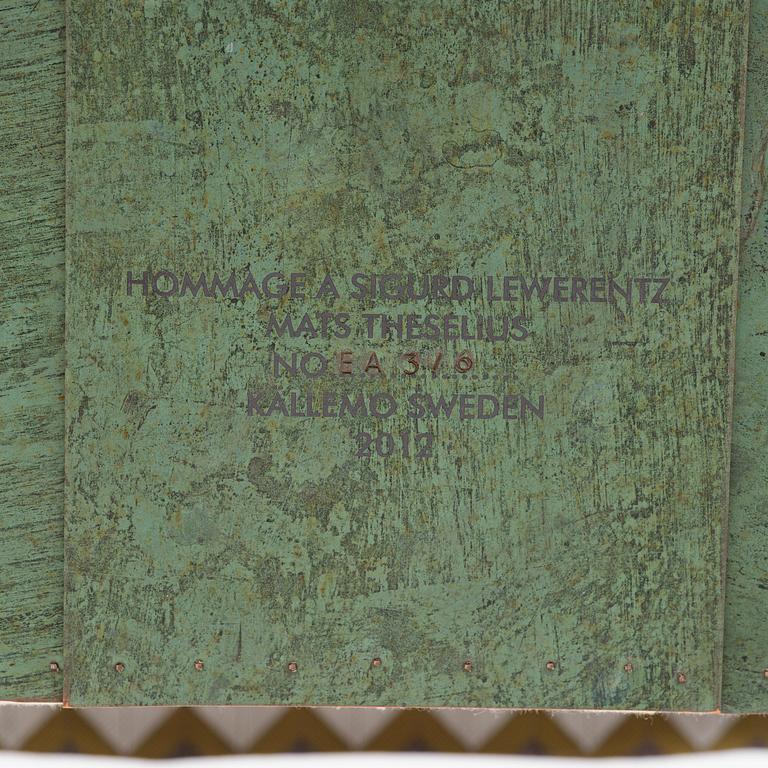 HOMMAGE A SIGURD LEWERENTZ
MATS THESELIUS
NO EA 3/6
KALLEMO SWEDEN
2012